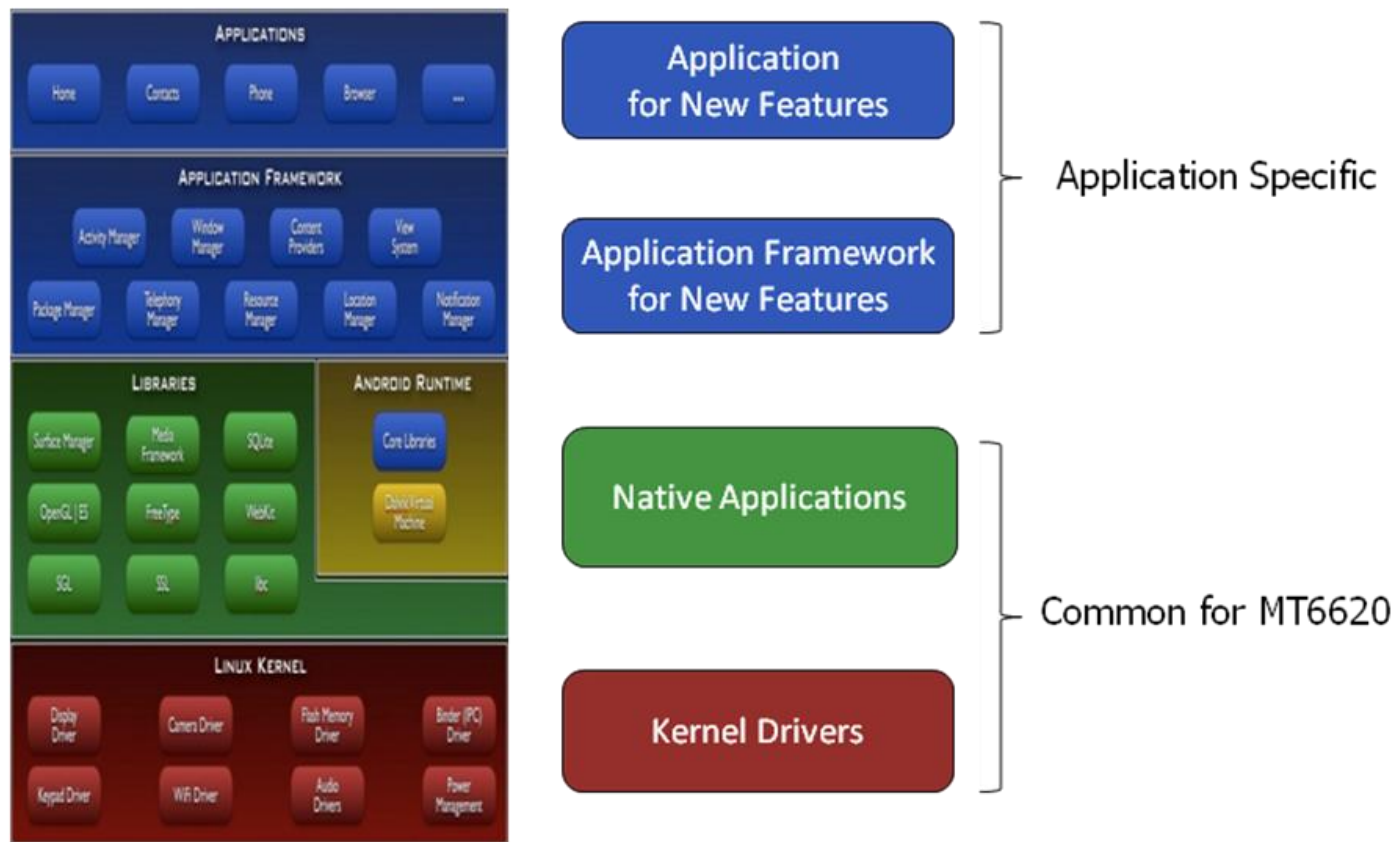 APPLICATIONS
Home
Contacts
Phone
Browser
...
APPLICATION FRAMEWORK
Activity Manager
Window
Manager
Content
Providers
View
System
Package Manager
Telephony
Manager
Resource
Manager
Location
Manager
Notification
Manager
LIBRARIES
Surface Manager
Media
Framework
SQLite
OpenGL | ES
FreeType
WebKit
SGL
SSL
libc
ANDROID RUNTIME
Core Libraries
Dalvik Virtual
Machine
LINUX KERNEL
Display
Driver
Camera Driver
Flash Memory
Driver
Binder (IPC)
Driver
Keypad Driver
WiFi Driver
Audio
Drivers
Power
Management
Application
for New Features
Application Framework
for New Features
Application Specific
Native Applications
Kernel Drivers
Common for MT6620